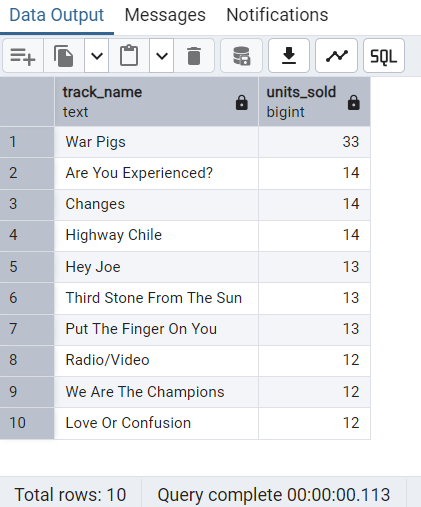 Data Output Messages Notifications
SQL
track_name units_sold
text bigint
1 War Pigs 33
2 Are You Experienced? 14
3 Changes 14
4 Highway Chile 14
5 Hey Joe 13
6 Third Stone From The Sun 13
7 Put The Finger On You 13
8 Radio/Video 12
9 We Are The Champions 12
10 Love Or Confusion 12
Total rows: 10 Query complete 00:00:00.113